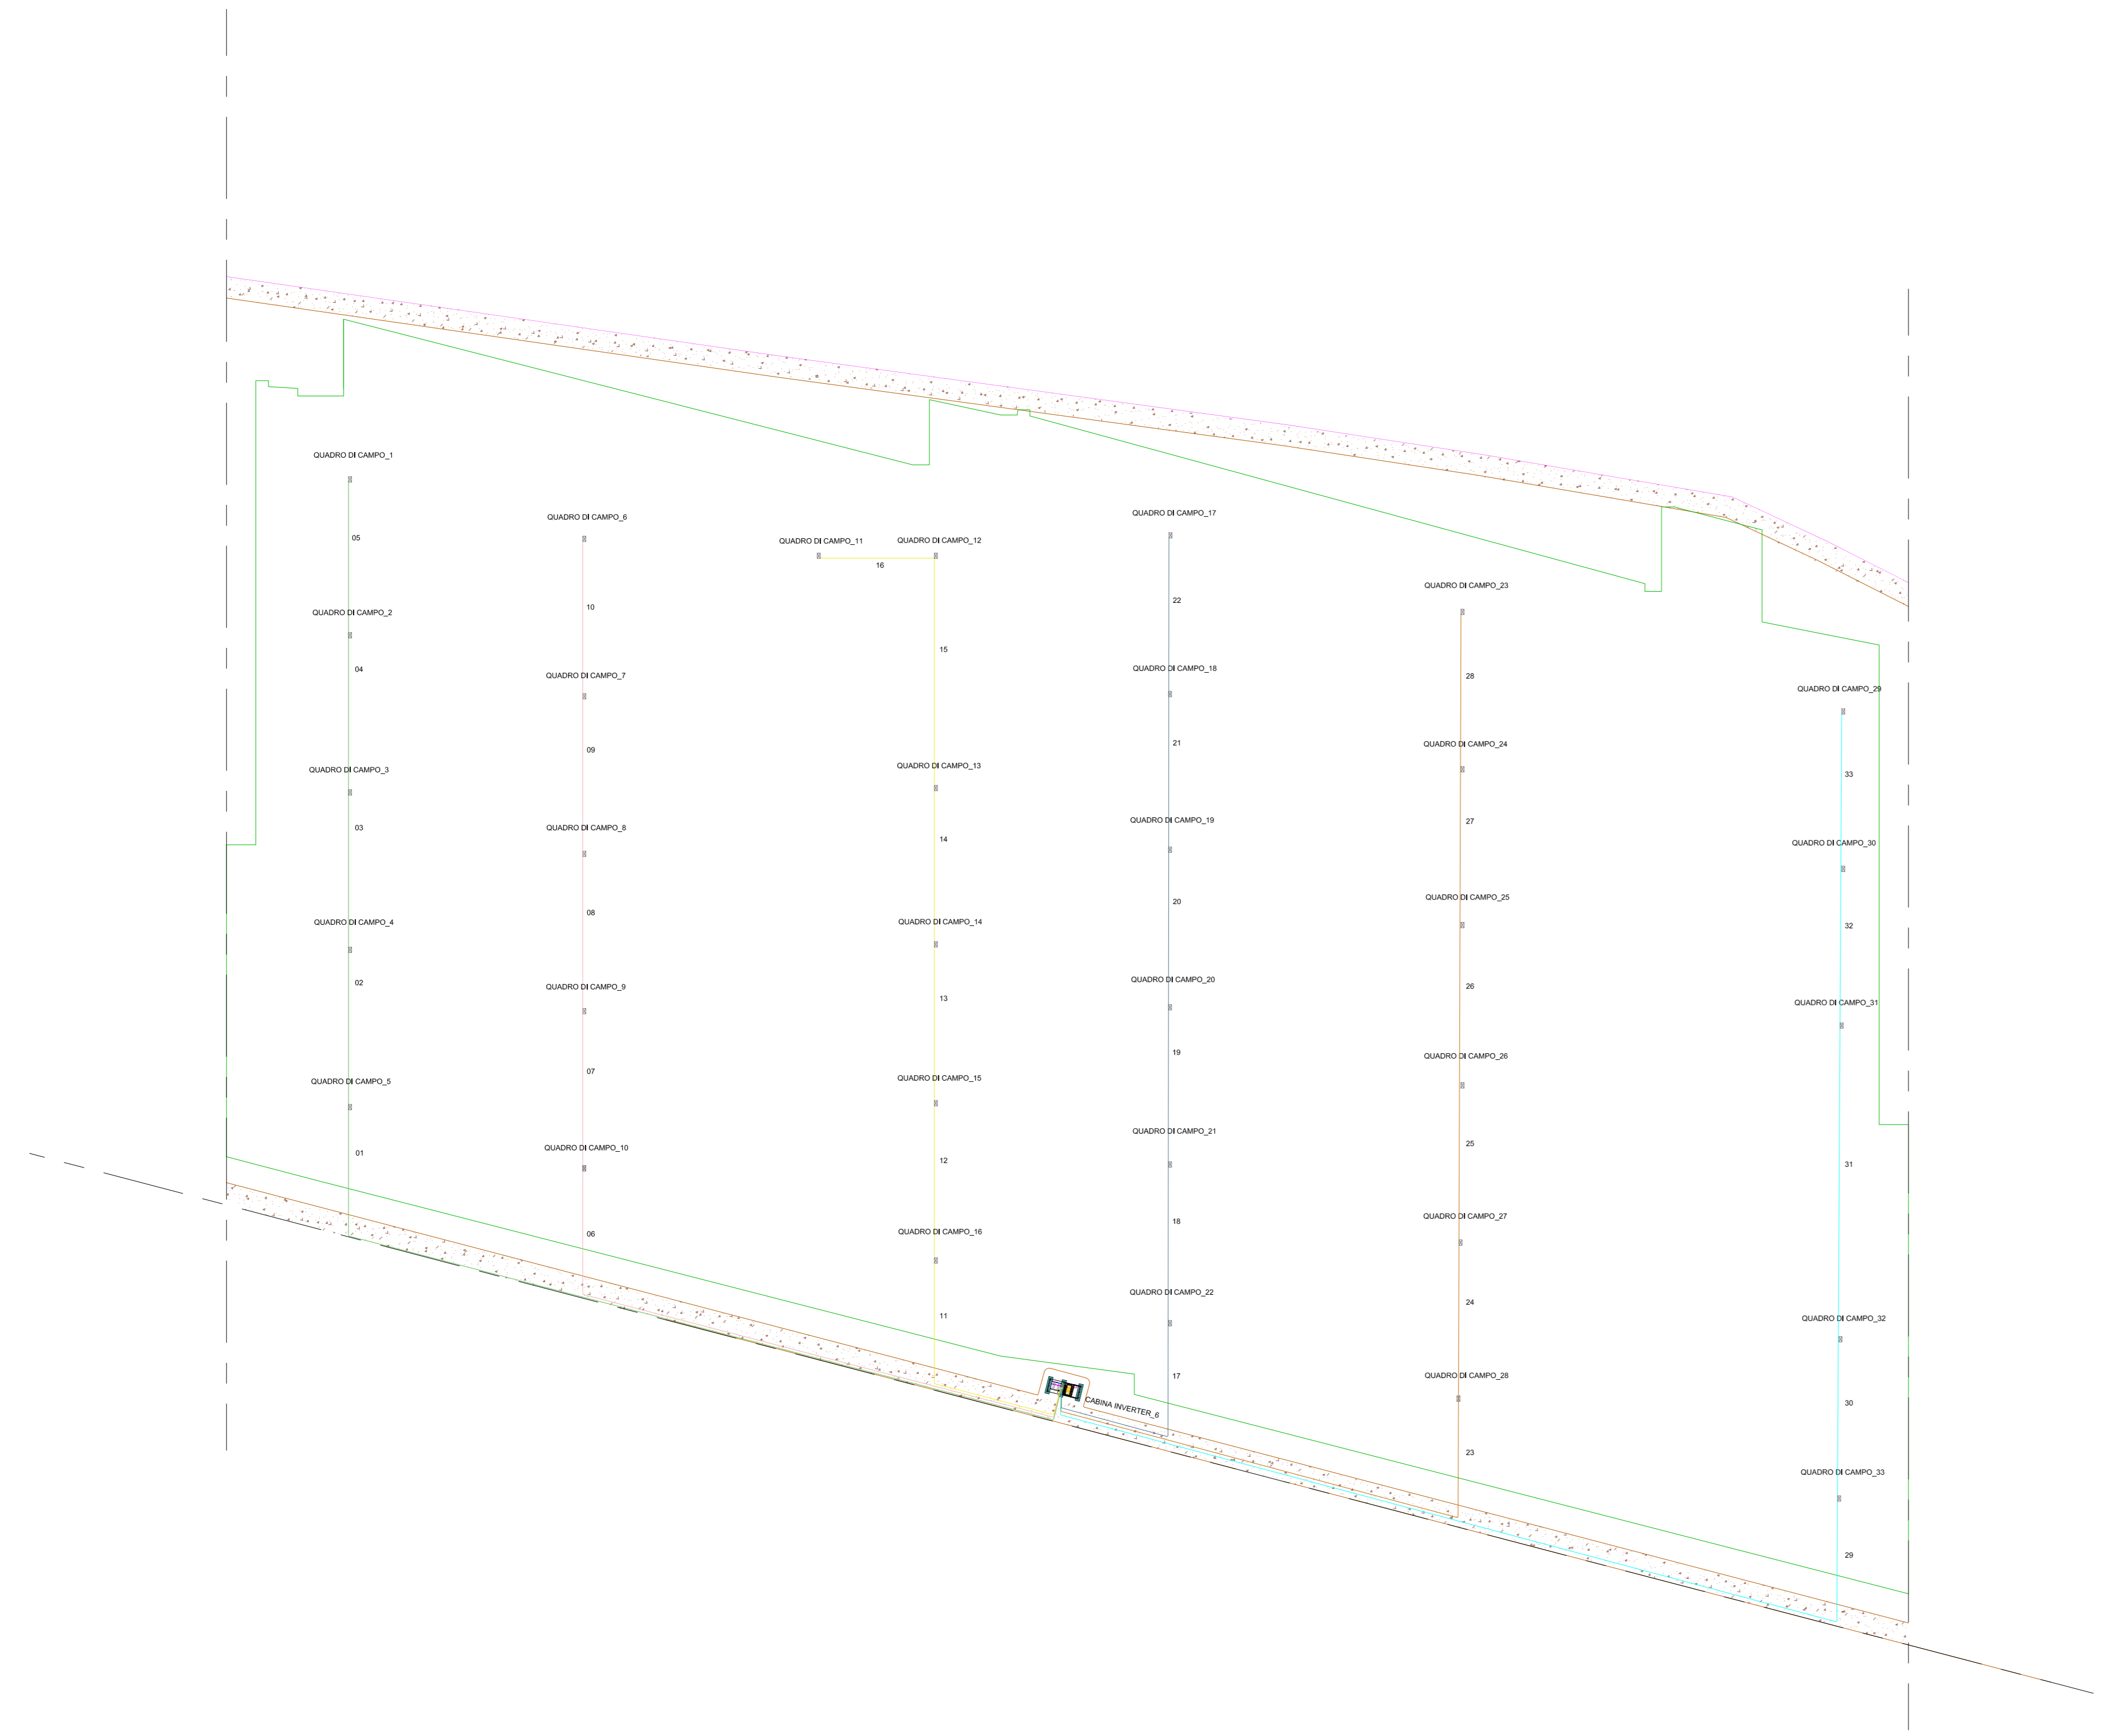 QUADRO DI CAMPO_1
05
QUADRO DI CAMPO_2
04
QUADRO DI CAMPO_3
03
QUADRO DI CAMPO_4
02
QUADRO DI CAMPO_5
01
QUADRO DI CAMPO_6
10
QUADRO DI CAMPO_7
09
QUADRO DI CAMPO_8
08
QUADRO DI CAMPO_9
07
QUADRO DI CAMPO_10
06
QUADRO DI CAMPO_11
16
QUADRO DI CAMPO_12
15
QUADRO DI CAMPO_13
14
QUADRO DI CAMPO_14
13
QUADRO DI CAMPO_15
12
QUADRO DI CAMPO_16
11
QUADRO DI CAMPO_17
22
QUADRO DI CAMPO_18
21
QUADRO DI CAMPO_19
20
QUADRO DI CAMPO_20
19
QUADRO DI CAMPO_21
18
QUADRO DI CAMPO_22
17
CABINA INVERTER_6
QUADRO DI CAMPO_23
28
QUADRO DI CAMPO_24
27
QUADRO DI CAMPO_25
26
QUADRO DI CAMPO_26
25
QUADRO DI CAMPO_27
24
QUADRO DI CAMPO_28
23
QUADRO DI CAMPO_29
33
QUADRO DI CAMPO_30
32
QUADRO DI CAMPO_31
31
QUADRO DI CAMPO_32
30
QUADRO DI CAMPO_33
29